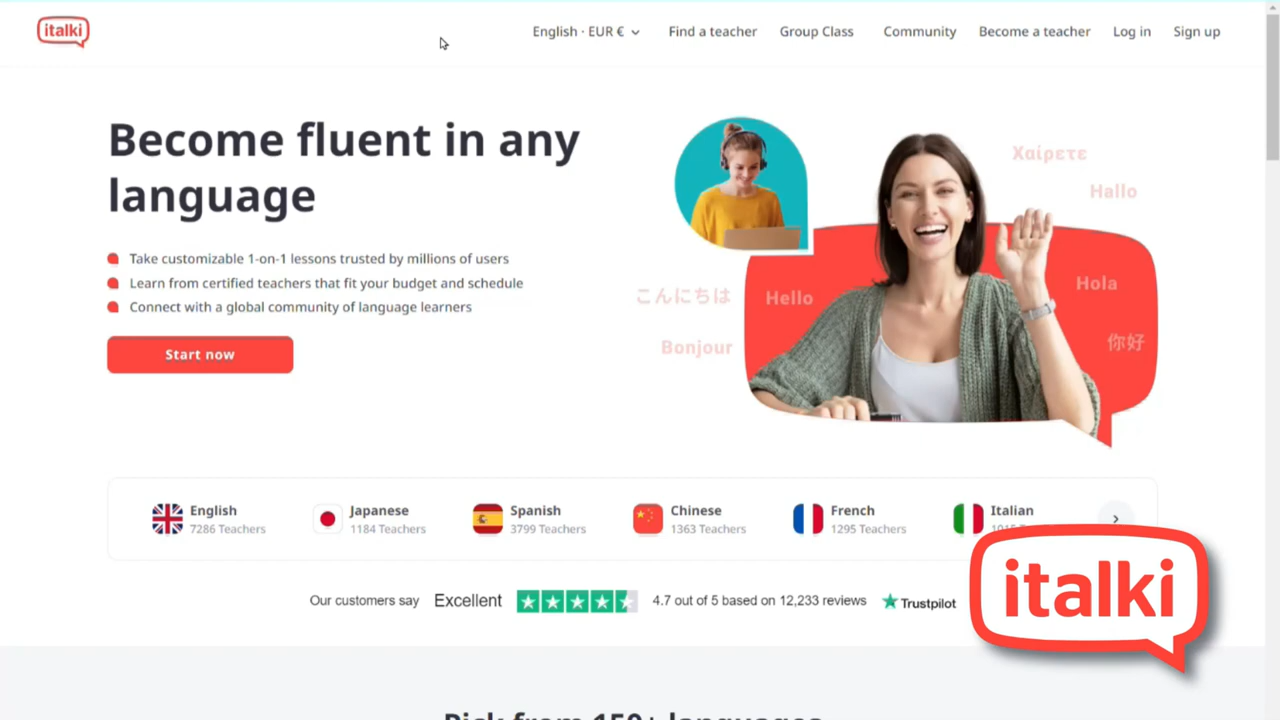 italki
English · EUR €
Find a teacher
Group Class
Community
Become a teacher
Log in
Sign up
Become fluent in any
language
Take customizable 1-on-1 lessons trusted by millions of users
Learn from certified teachers that fit your budget and schedule
Connect with a global community of language learners
Start now
Χαίρετε
Hallo
こんにちは
Hello
Hola
Bonjour
你好
English
7286 Teachers
Japanese
1184 Teachers
Spanish
3799 Teachers
Chinese
1363 Teachers
French
1295 Teachers
Italian
Our customers say Excellent 4.7 out of 5 based on 12,233 reviews Trustpilot
italki
Pick from 150+ languages